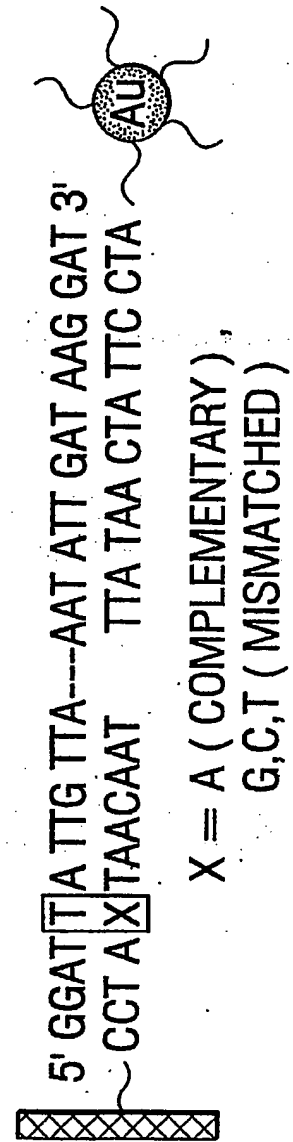 5' GGATT A TTG TTA---AAT ATT GAT AAG GAT 3'
CCT A X TAACAAT TTA TAA CTA TTC CTA
Au
X = A ( COMPLEMENTARY ) ,
G,C,T ( MISMATCHED )